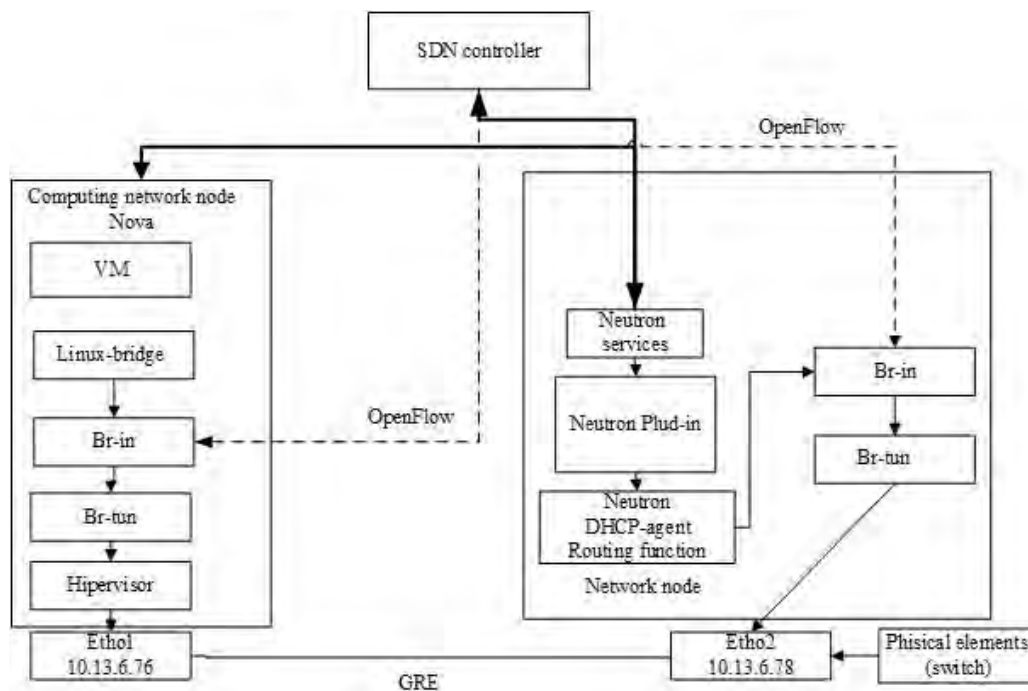 SDN controller
OpenFlow
Computing network node
Nova
VM
Linux-bridge
Br-in
Br-tun
Hipervisor
Etho1
10.13.6.76
OpenFlow
Neutron
services
Neutron Plud-in
Neutron
DHCP-agent
Routing function
Network node
Br-in
Br-tun
Etho2
10.13.6.78
Phisical elements
(switch)
GRE